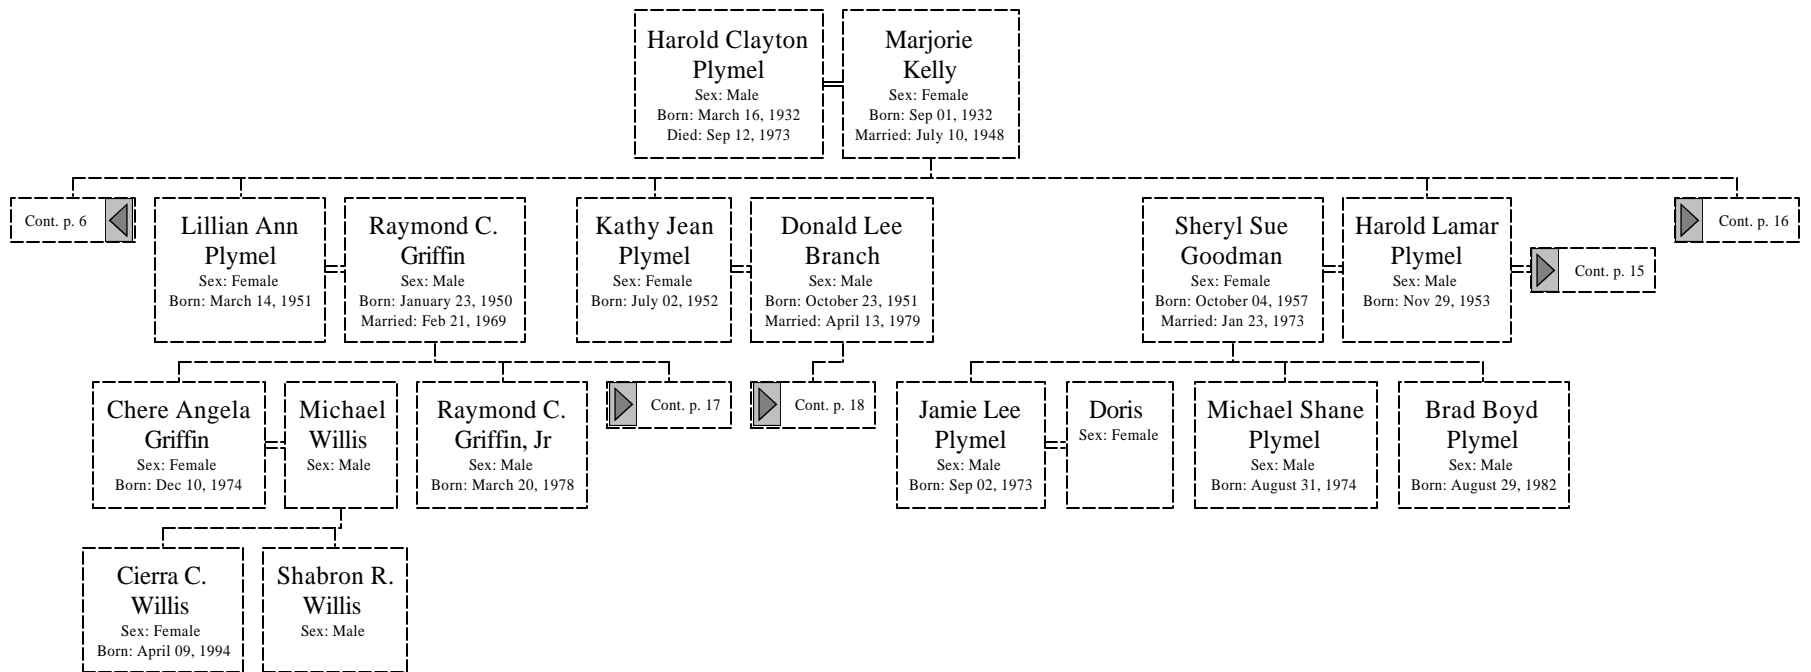 Harold Clayton
Plymel
Sex: Male
Born: March 16, 1932
Died: Sep 12, 1973
Marjorie
Kelly
Sex: Female
Born: Sep 01, 1932
Married: July 10, 1948
Cont. p. 6
Lillian Ann
Plymel
Sex: Female
Born: March 14, 1951
Raymond C.
Griffin
Sex: Male
Born: January 23, 1950
Married: Feb 21, 1969
Kathy Jean
Plymel
Sex: Female
Born: July 02, 1952
Donald Lee
Branch
Sex: Male
Born: October 23, 1951
Married: April 13, 1979
Sheryl Sue
Goodman
Sex: Female
Born: October 04, 1957
Married: Jan 23, 1973
Harold Lamar
Plymel
Sex: Male
Born: Nov 29, 1953
Cont. p. 15
Cont. p. 16
Chere Angela
Griffin
Sex: Female
Born: Dec 10, 1974
Michael
Willis
Sex: Male
Raymond C.
Griffin, Jr
Sex: Male
Born: March 20, 1978
Cont. p. 17
Cont. p. 18
Jamie Lee
Plymel
Sex: Male
Born: Sep 02, 1973
Doris
Sex: Female
Michael Shane
Plymel
Sex: Male
Born: August 31, 1974
Brad Boyd
Plymel
Sex: Male
Born: August 29, 1982
Cierra C.
Willis
Sex: Female
Born: April 09, 1994
Shabron R.
Willis
Sex: Male